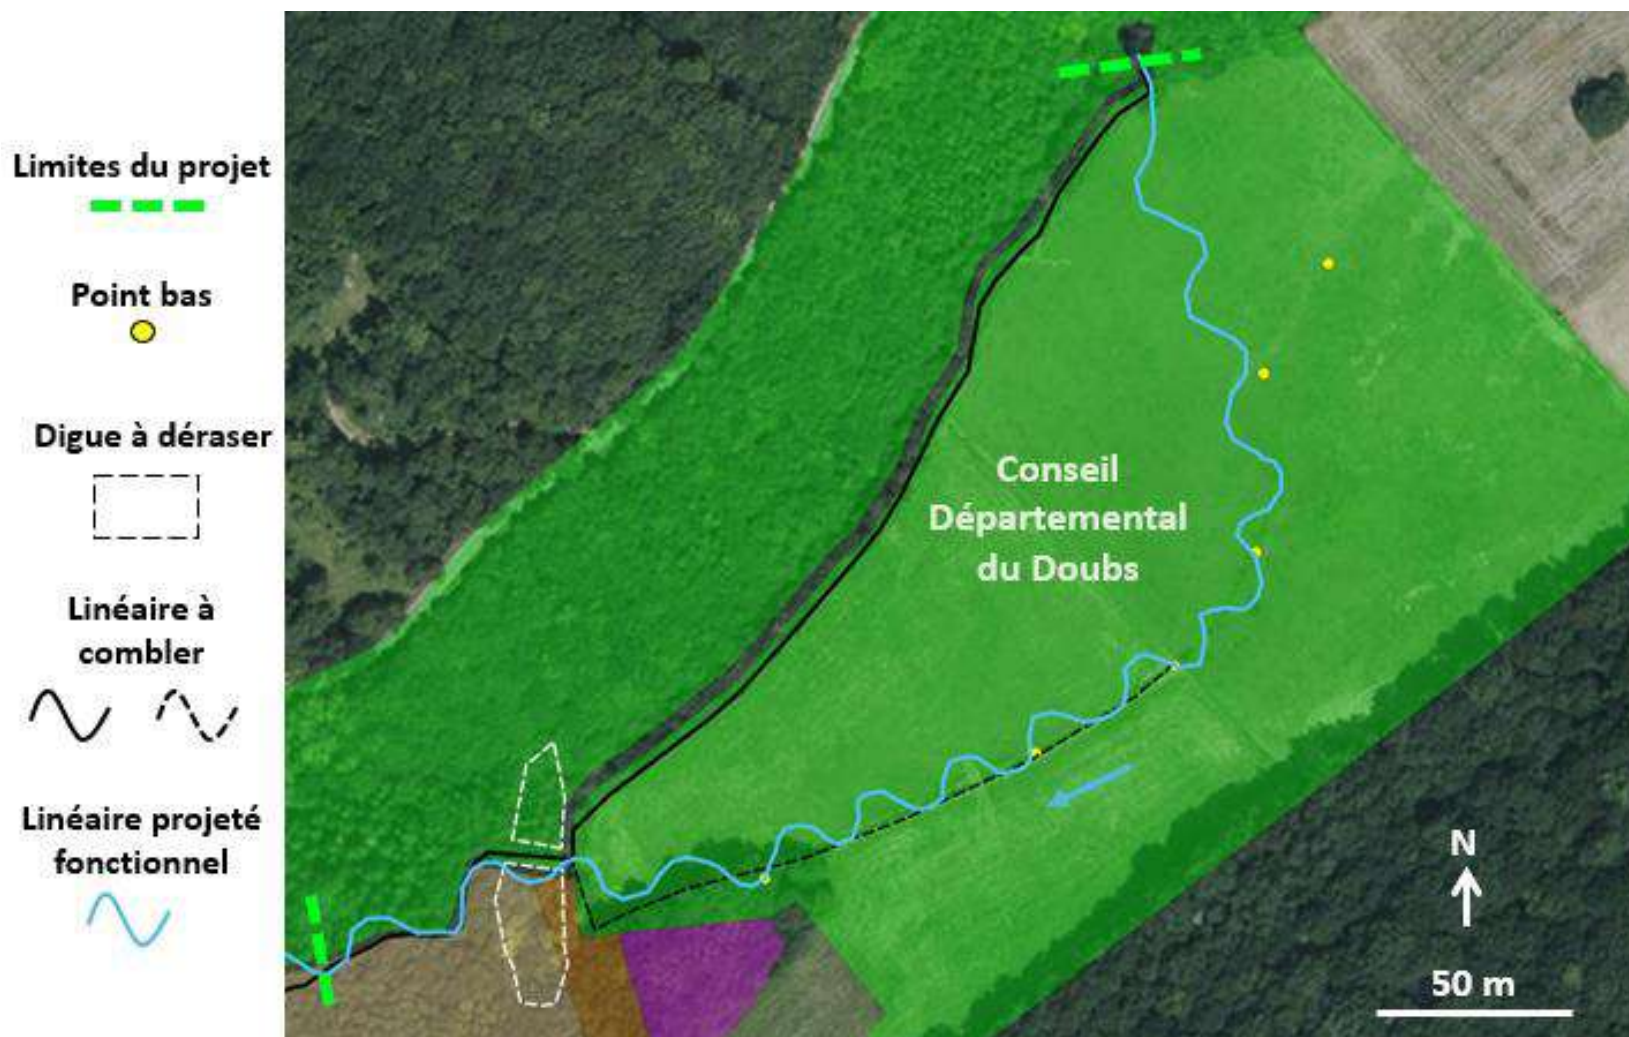 Limites du projet
Point bas
Digue à déraser
Linéaire à
combler
Linéaire projeté
fonctionnel
Conseil
Départemental
du Doubs
N
50 m